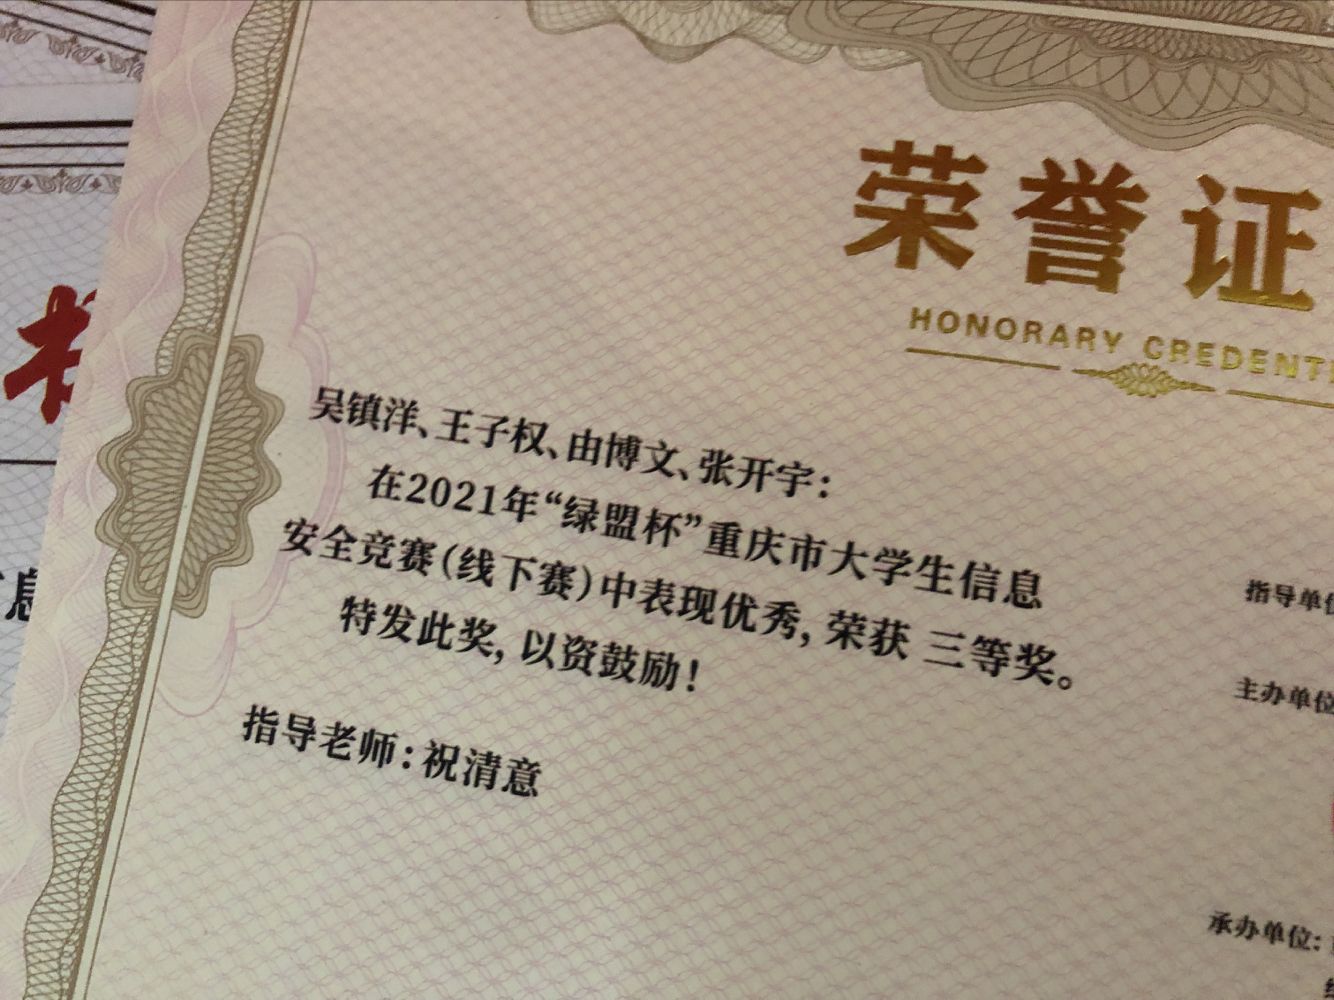 荣誉证
HONORARY CREDENT
吴镇洋、王子权、由博文、张开宇：
在2021年“绿盟杯”重庆市大学生信息
安全竞赛(线下赛)中表现优秀，荣获 三等奖。
特发此奖，以资鼓励！
指导老师：祝清意
指导单位
主办单位
承办单位：
息